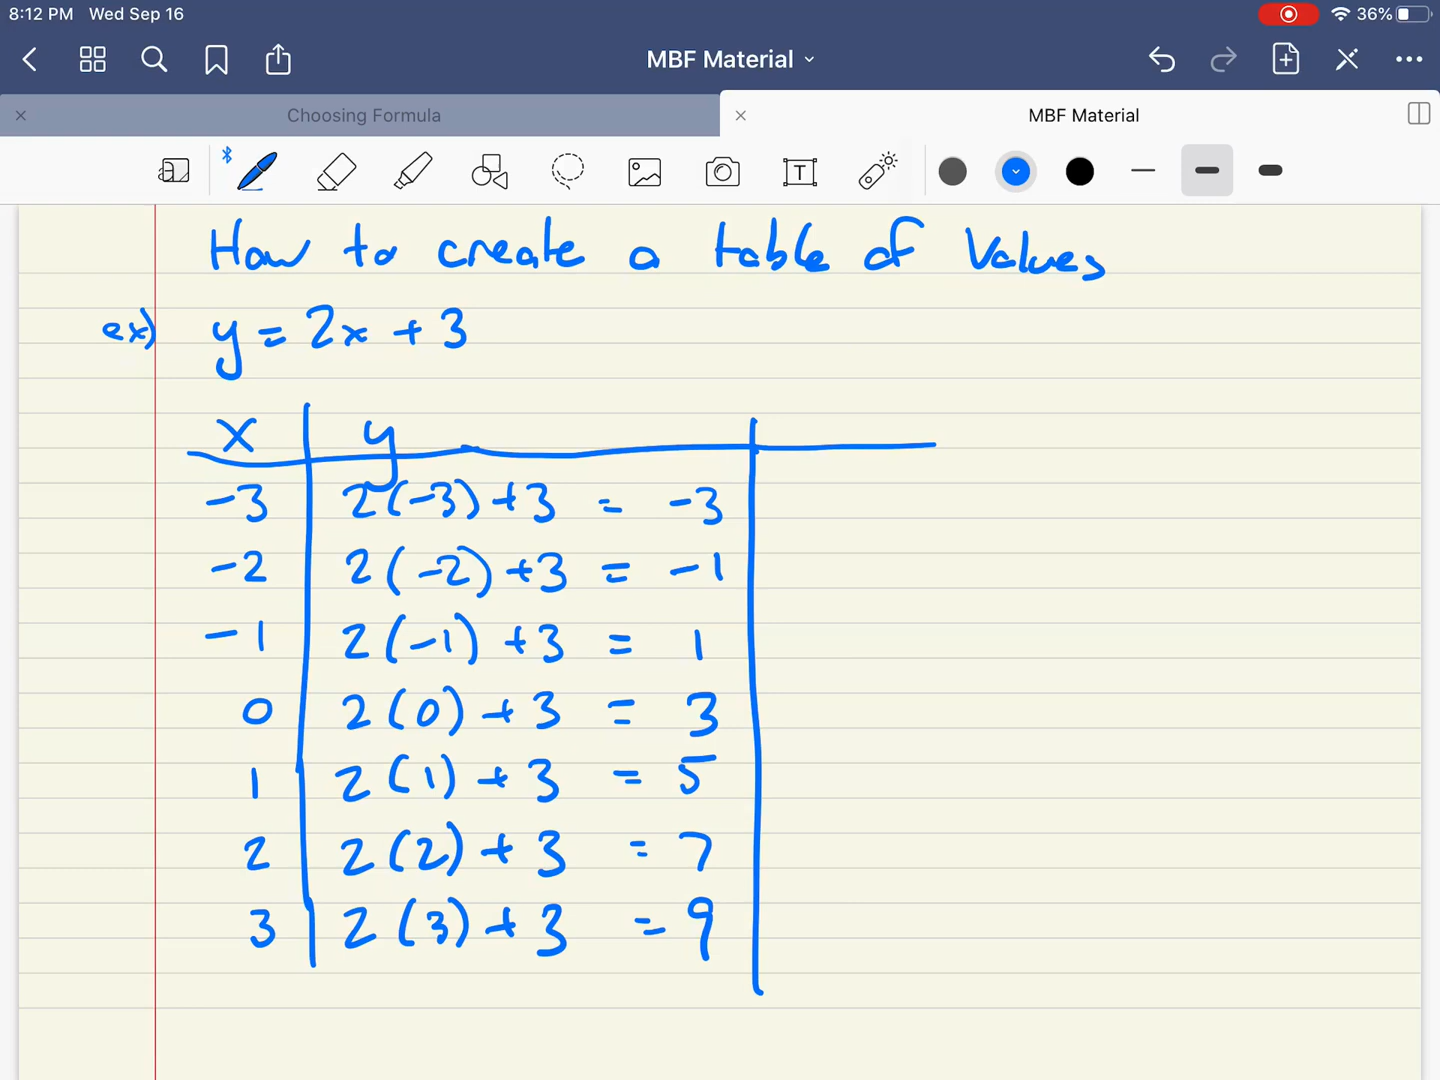 8:12 PM Wed Sep 16 36%
MBF Material
Choosing Formula MBF Material
T
How to create a table of Values
ex) y = 2x + 3
x y
-3 2(-3) +3 = -3
-2 2(-2) +3 = -1
-1 2(-1) +3 = 1
0 2(0) + 3 = 3
1 2(1) + 3 = 5
2 2(2) + 3 = 7
3 2(3) + 3 = 9